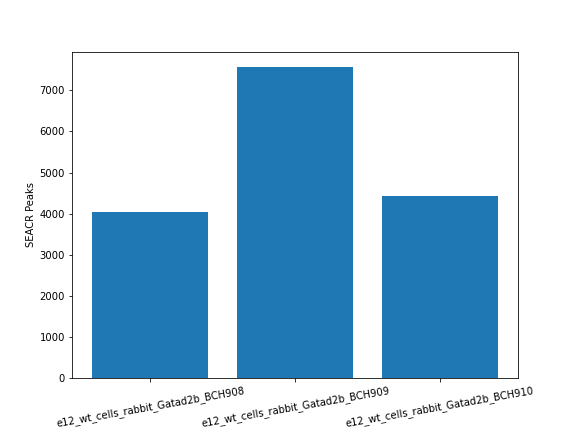 SEACR Peaks
7000
6000
5000
4000
3000
2000
1000
0
e12_wt_cells_rabbit_Gatad2b_BCH908
e12_wt_cells_rabbit_Gatad2b_BCH909
e12_wt_cells_rabbit_Gatad2b_BCH910